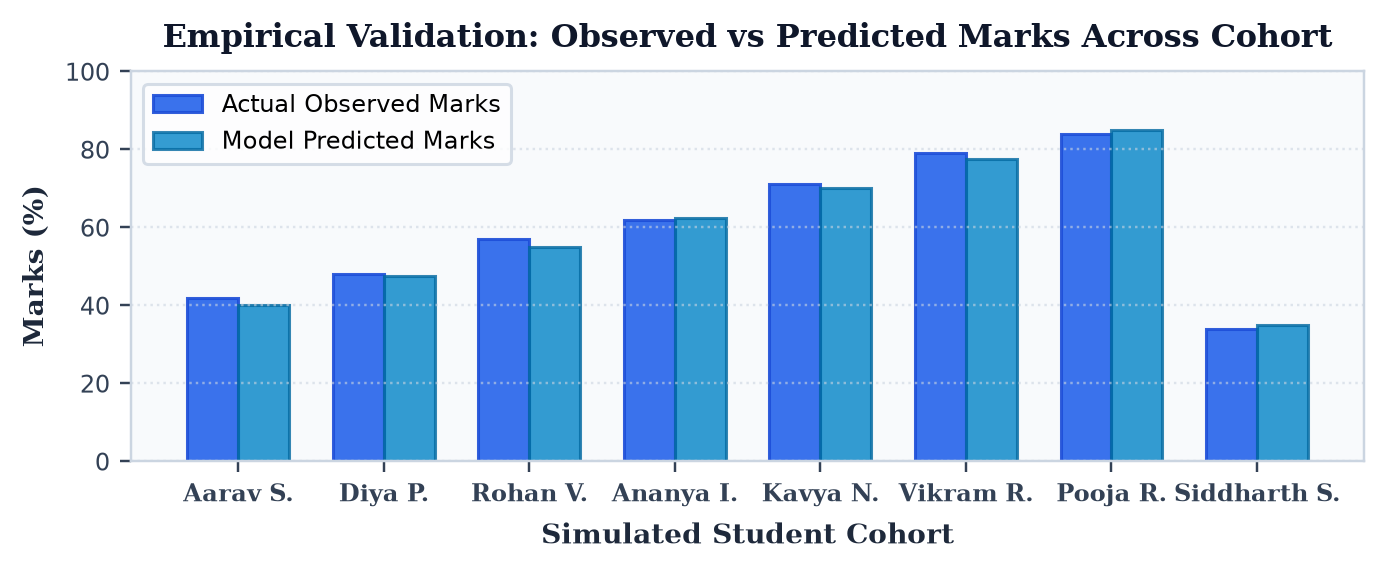 Empirical Validation: Observed vs Predicted Marks Across Cohort
Actual Observed Marks
Model Predicted Marks
Marks (%)
100
80
60
40
20
0
Aarav S. Diya P. Rohan V. Ananya I. Kavya N. Vikram R. Pooja R. Siddharth S.
Simulated Student Cohort